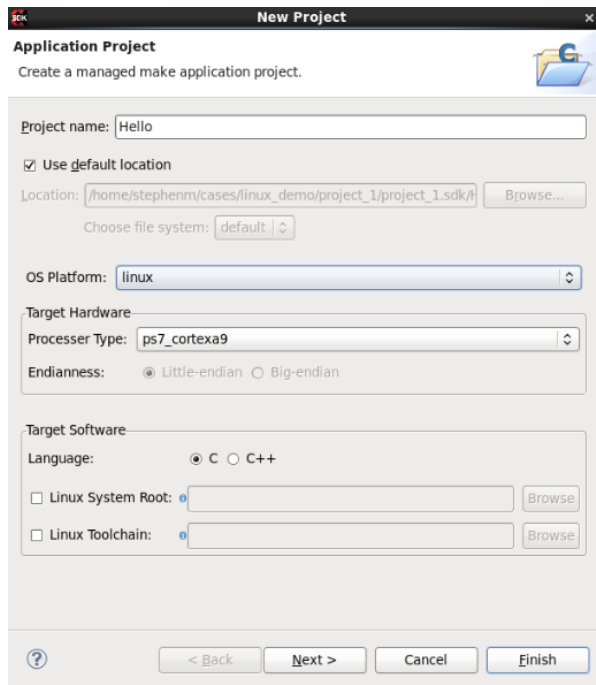 SDK New Project ×
Application Project
Create a managed make application project.
C
Project name: Hello
Use default location
Location: /home/stephenm/cases/linux_demo/project_1/project_1.sdk/H Browse...
Choose file system: default
OS Platform: linux
Target Hardware
Processer Type: ps7_cortexa9
Endianness: Little-endian Big-endian
Target Software
Language: C C++
Linux System Root: Browse
Linux Toolchain: Browse
? < Back Next > Cancel Finish